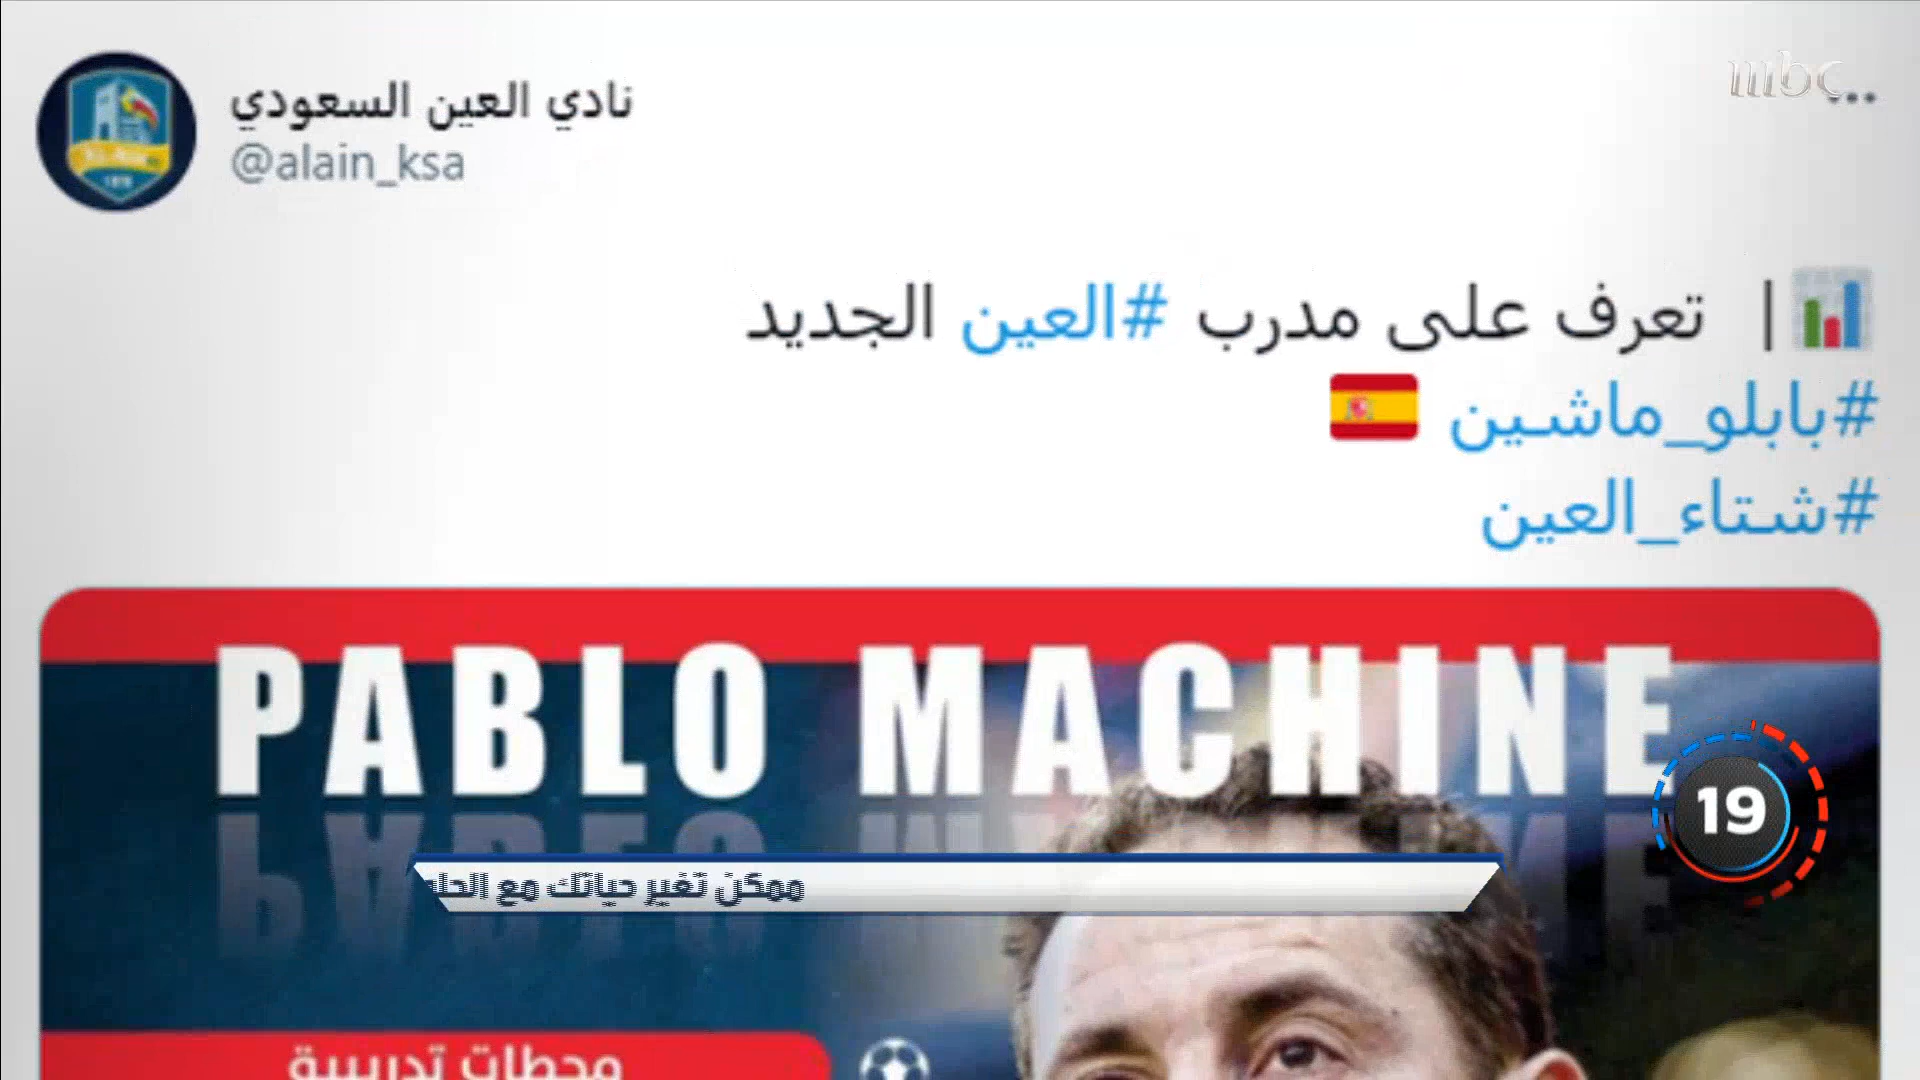 نادي العين السعودي
@alain_ksa
mbc
| تعرف على مدرب #العين الجديد
#بابلو_ماشين
#شتاء_العين
PABLO MACHINE
19
ممكن تغير حياتك مع
محطات تدريبية